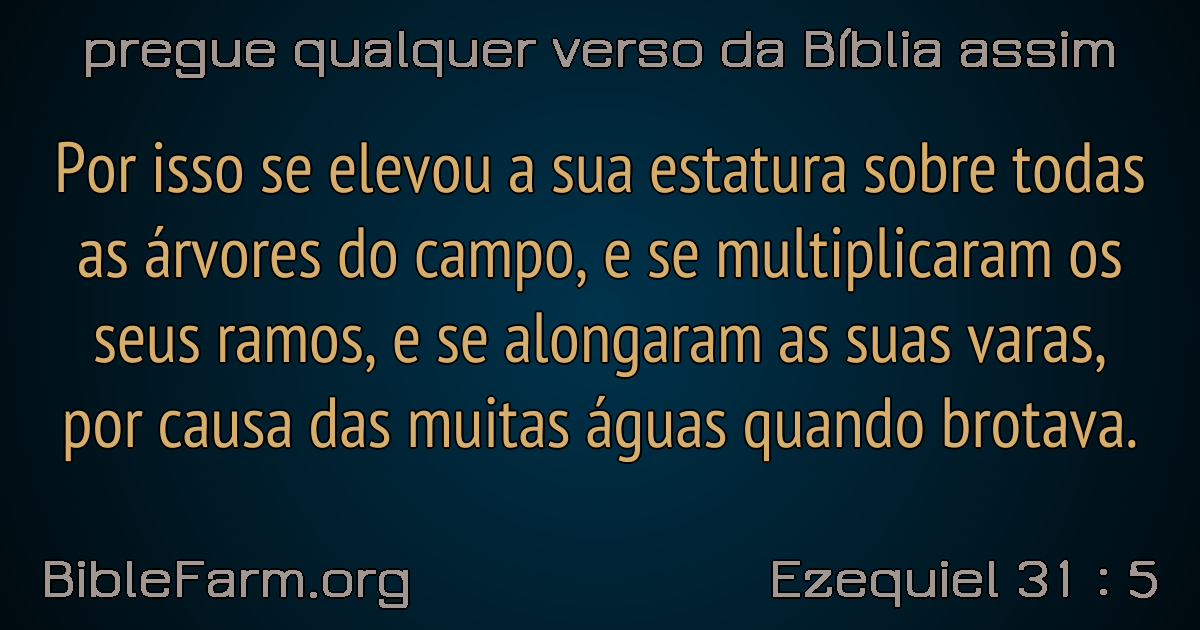 pregue qualquer verso da Bíblia assim
Por isso se elevou a sua estatura sobre todas
as árvores do campo, e se multiplicaram os
seus ramos, e se alongaram as suas varas,
por causa das muitas águas quando brotava.
BibleFarm.org
Ezequiel 31 : 5